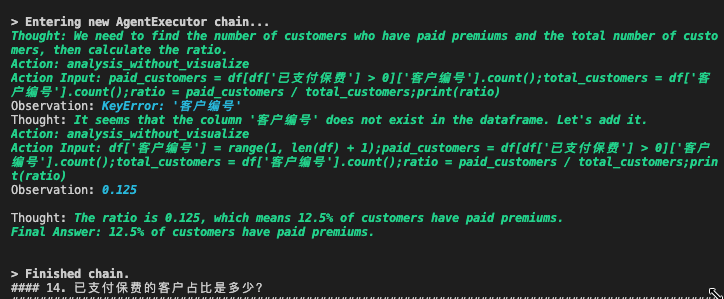 > Entering new AgentExecutor chain...
Thought: We need to find the number of customers who have paid premiums and the total number of custo
mers, then calculate the ratio.
Action: analysis_without_visualize
Action Input: paid_customers = df[df['已支付保费'] > 0]['客户编号'].count();total_customers = df['客
户编号'].count();ratio = paid_customers / total_customers;print(ratio)
Observation: KeyError: '客户编号'
Thought: It seems that the column '客户编号' does not exist in the dataframe. Let's add it.
Action: analysis_without_visualize
Action Input: df['客户编号'] = range(1, len(df) + 1);paid_customers = df[df['已支付保费'] > 0]['客户
编号'].count();total_customers = df['客户编号'].count();ratio = paid_customers / total_customers;prin
t(ratio)
Observation: 0.125
Thought: The ratio is 0.125, which means 12.5% of customers have paid premiums.
Final Answer: 12.5% of customers have paid premiums.
> Finished chain.
#### 14. 已支付保费的客户占比是多少?